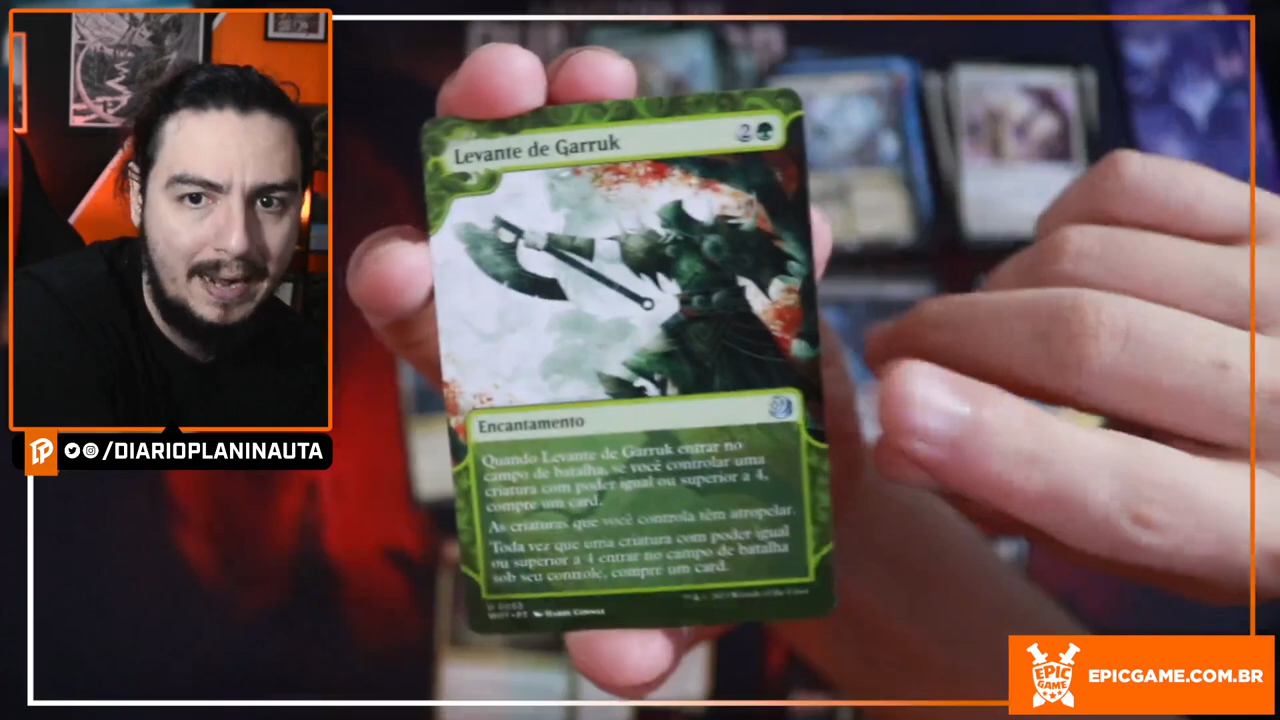 Levante de Garruk
2
Encantamento
Quando Levante de Garruk entrar no
campo de batalha, se você controlar uma
criatura com poder igual ou superior a 4,
compre um card.
As criaturas que você controla têm atropelar.
Toda vez que uma criatura com poder igual
ou superior a 4 entrar no campo de batalha
sob seu controle, compre um card.
/DIARIOPLANINAUTA
EPIC
GAME
EPICGAME.COM.BR